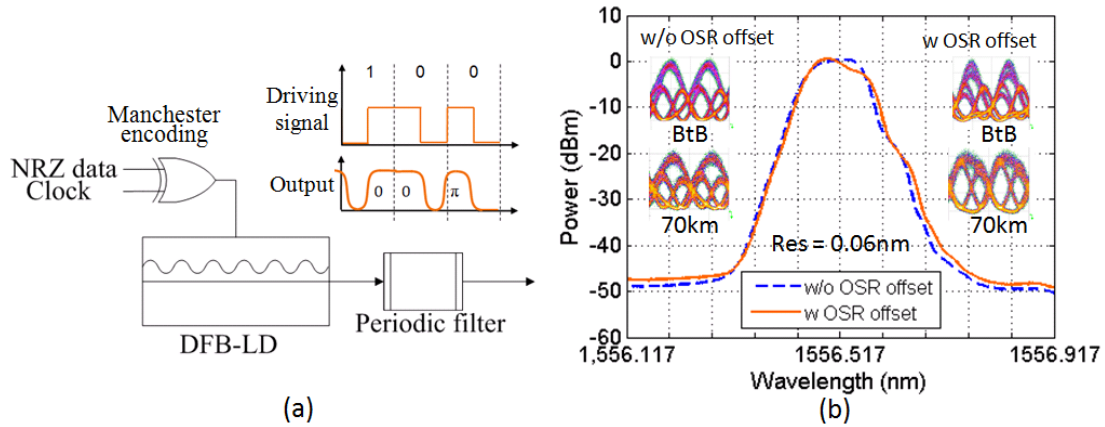 (a)
Manchester
encoding
NRZ data
Clock
Driving
signal
1 0 0
Output
0 0 π
DFB-LD
Periodic filter
(b)
Power (dBm)
10
0
-10
-20
-30
-40
-50
-60
w/o OSR offset
w OSR offset
BtB
BtB
70km
70km
Res = 0.06nm
w/o OSR offset
w OSR offset
1,556.117
1556.517
1556.917
Wavelength (nm)
(a)
(b)